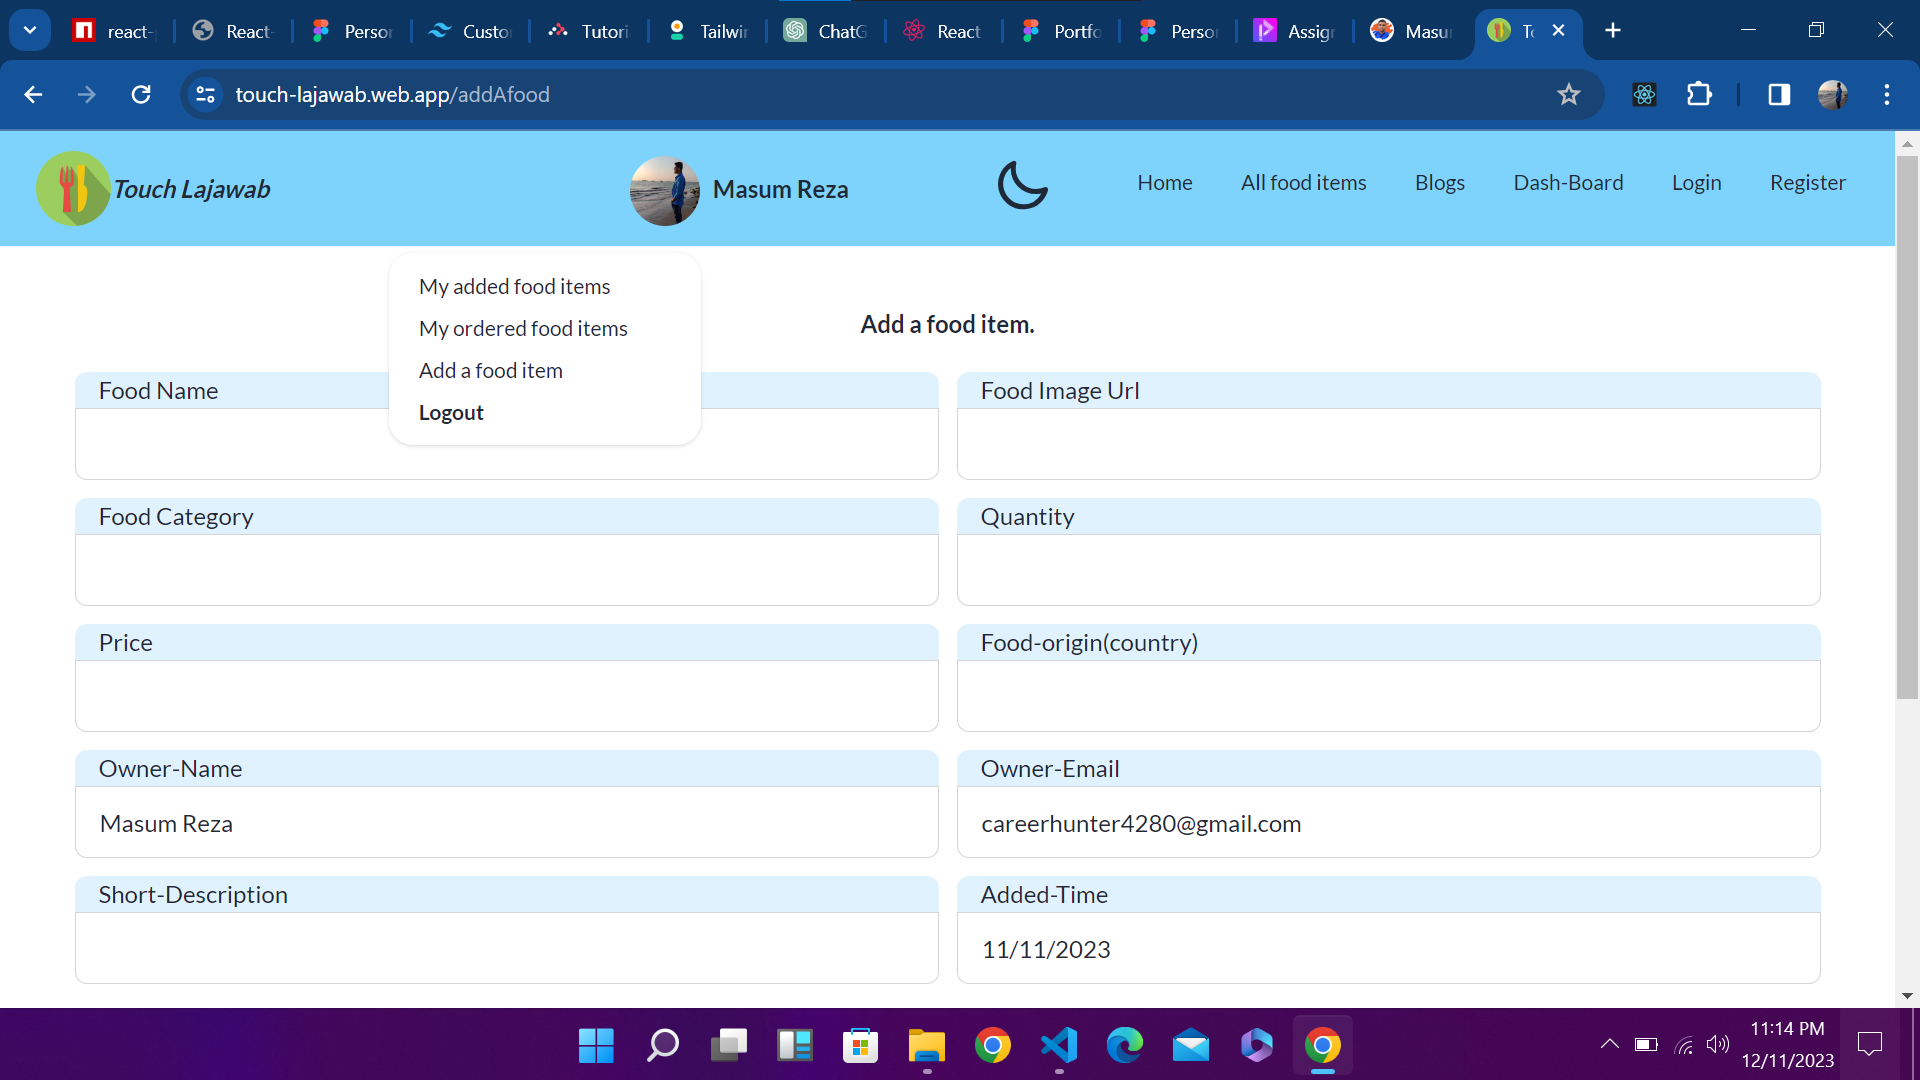 react-
React-
Person
Custo
Tutori
Tailwin
ChatG
React
Portfo
Person
Assign
Masu
To
touch-lajawab.web.app/addAfood
Touch Lajawab
Masum Reza
Home
All food items
Blogs
Dash-Board
Login
Register
My added food items
My ordered food items
Add a food item
Logout
Add a food item.
Food Name
Food Image Url
Food Category
Quantity
Price
Food-origin(country)
Owner-Name
Owner-Email
Masum Reza
careerhunter4280@gmail.com
Short-Description
Added-Time
11/11/2023
11:14 PM
12/11/2023